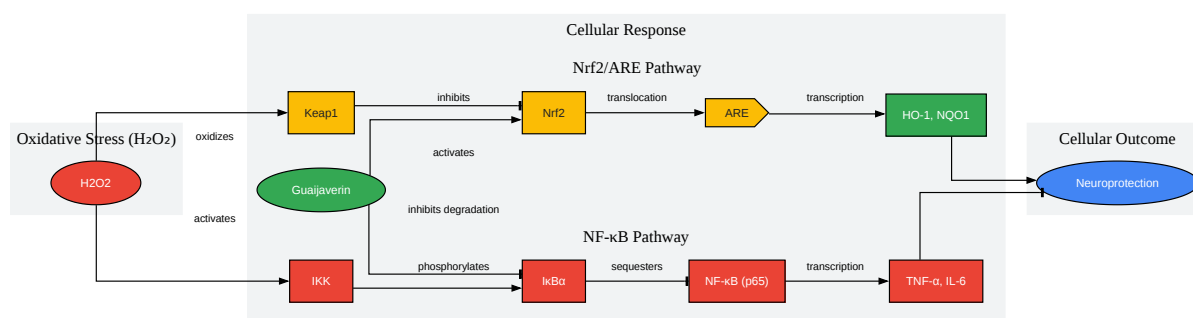 Cellular Response
Nrf2/ARE Pathway
Keap1
inhibits
Nrf2
translocation
ARE
transcription
HO-1, NQO1
Oxidative Stress (H₂O₂)
oxidizes
H2O2
activates
Guaijaverin
activates
inhibits degradation
Cellular Outcome
Neuroprotection
NF-κB Pathway
IKK
phosphorylates
IκBα
sequesters
NF-κB (p65)
transcription
TNF-α, IL-6